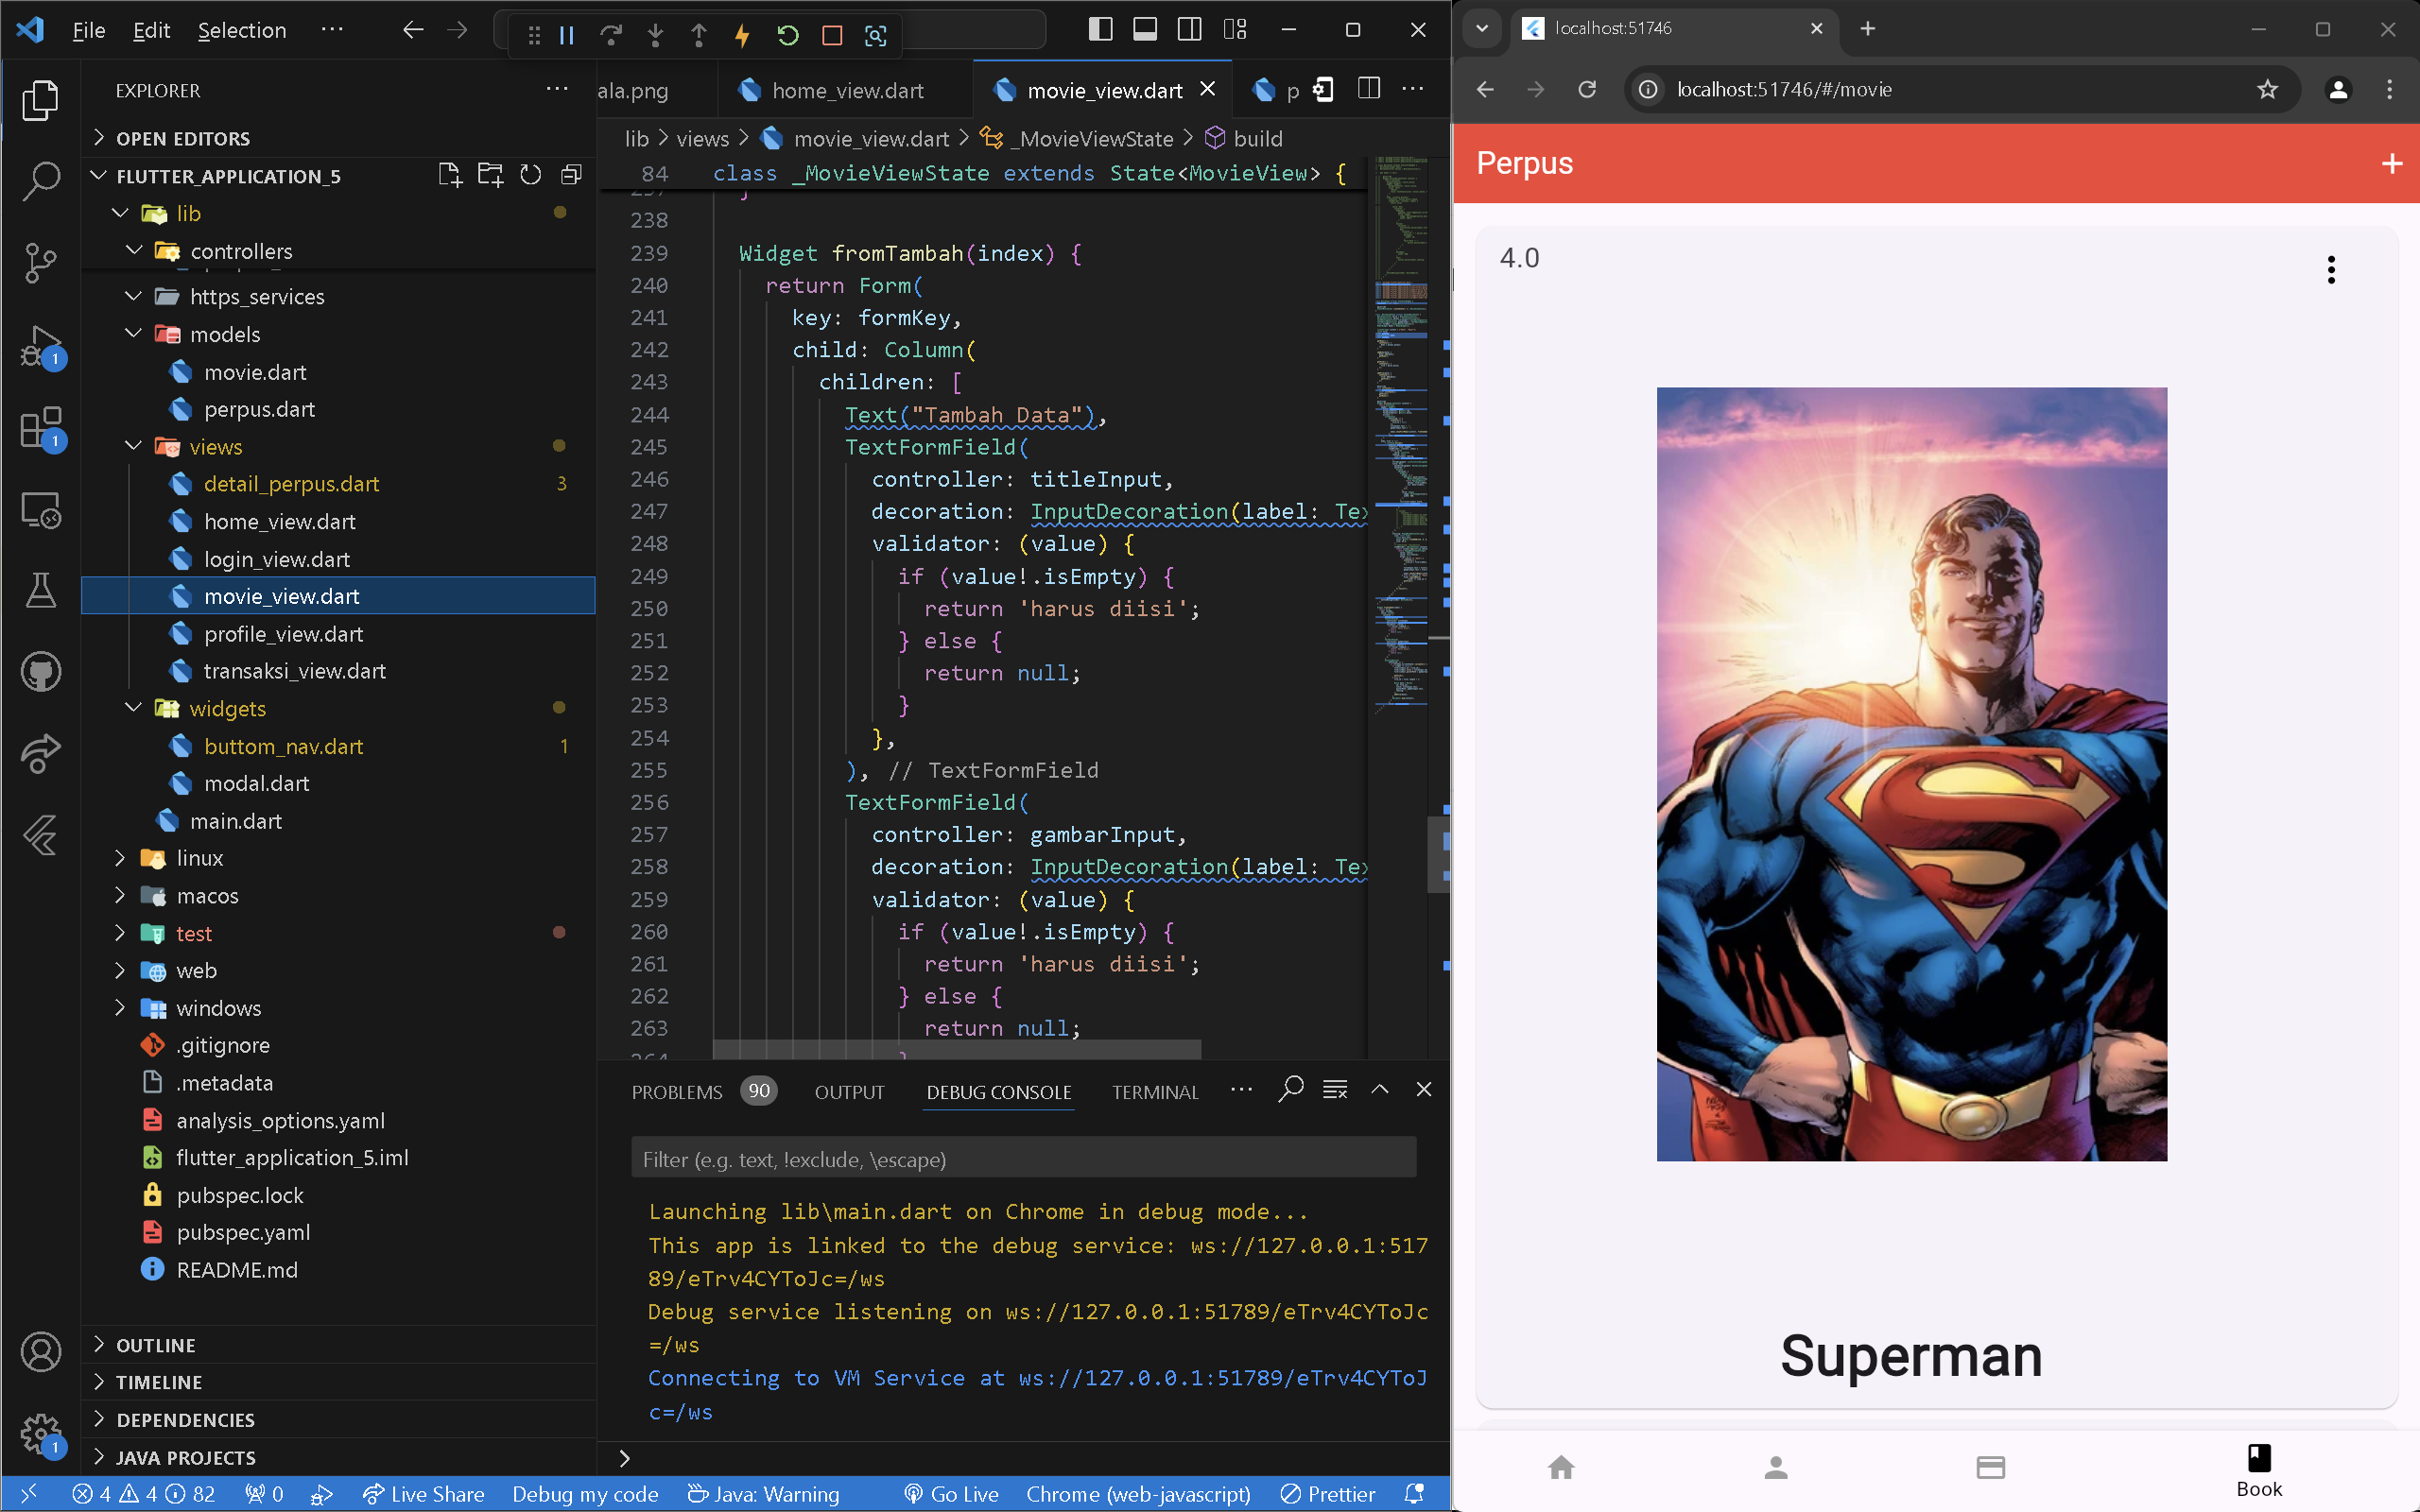 File Edit Selection ···
EXPLORER ···
OPEN EDITORS
FLUTTER_APPLICATION_5
lib
controllers
https_services
models
movie.dart
perpus.dart
views
detail_perpus.dart 3
home_view.dart
login_view.dart
movie_view.dart
profile_view.dart
transaksi_view.dart
widgets
buttom_nav.dart 1
modal.dart
main.dart
linux
macos
test
web
windows
.gitignore
.metadata
analysis_options.yaml
flutter_application_5.iml
pubspec.lock
pubspec.yaml
README.md
OUTLINE
TIMELINE
DEPENDENCIES
JAVA PROJECTS
1
1
1
ala.png home_view.dart movie_view.dart p ···
lib > views > movie_view.dart > _MovieViewState > build
84 class _MovieViewState extends State<MovieView> {
237 }
238
239 Widget fromTambah(index) {
240 return Form(
241 key: formKey,
242 child: Column(
243 children: [
244 Text("Tambah Data"),
245 TextFormField(
246 controller: titleInput,
247 decoration: InputDecoration(label: Tex
248 validator: (value) {
249 if (value!.isEmpty) {
250 return 'harus diisi';
251 } else {
252 return null;
253 }
254 },
255 ), // TextFormField
256 TextFormField(
257 controller: gambarInput,
258 decoration: InputDecoration(label: Tex
259 validator: (value) {
260 if (value!.isEmpty) {
261 return 'harus diisi';
262 } else {
263 return null;
264 }
PROBLEMS 90 OUTPUT DEBUG CONSOLE TERMINAL ···
Filter (e.g. text, !exclude, \escape)
Launching lib\main.dart on Chrome in debug mode...
This app is linked to the debug service: ws://127.0.0.1:517
89/eTrv4CYToJc=/ws
Debug service listening on ws://127.0.0.1:51789/eTrv4CYToJc
=/ws
Connecting to VM Service at ws://127.0.0.1:51789/eTrv4CYToJ
c=/ws
>
4 4 82 0 Live Share Debug my code Java: Warning Go Live Chrome (web-javascript) Prettier
localhost:51746
localhost:51746/#/movie
Perpus +
4.0
S
Superman
Book